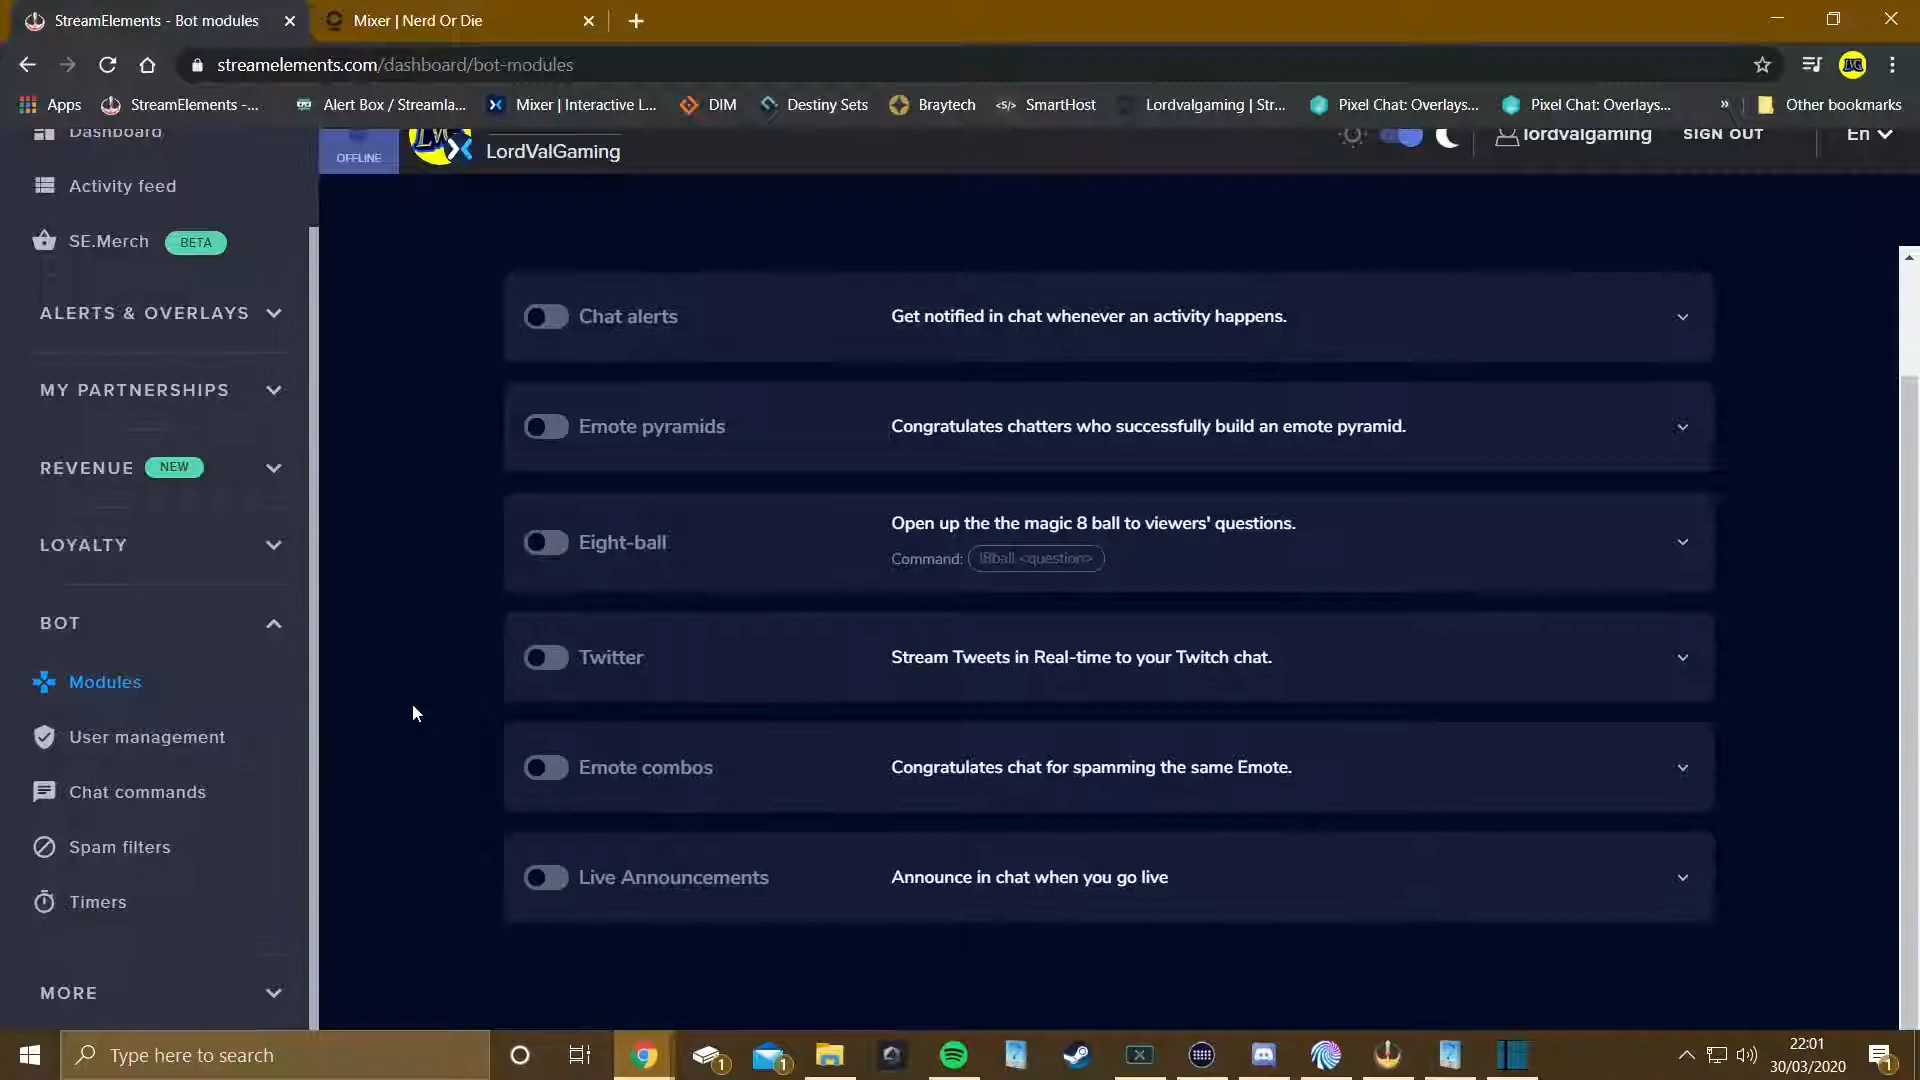 StreamElements - Bot modules
Mixer | Nerd Or Die
streamelements.com/dashboard/bot-modules
Apps
StreamElements -...
Alert Box / Streamla...
Mixer | Interactive L...
DIM
Destiny Sets
Braytech
SmartHost
Lordvalgaming | Str...
Pixel Chat: Overlays...
Pixel Chat: Overlays...
»
Other bookmarks
Dashboard
Activity feed
SE.Merch BETA
ALERTS & OVERLAYS
MY PARTNERSHIPS
REVENUE NEW
LOYALTY
BOT
Modules
User management
Chat commands
Spam filters
Timers
MORE
OFFLINE
LordValGaming
lordvalgaming
SIGN OUT
En
Chat alerts
Get notified in chat whenever an activity happens.
Emote pyramids
Congratulates chatters who successfully build an emote pyramid.
Eight-ball
Open up the the magic 8 ball to viewers' questions.
Command: !8ball <question>
Twitter
Stream Tweets in Real-time to your Twitch chat.
Emote combos
Congratulates chat for spamming the same Emote.
Live Announcements
Announce in chat when you go live
Type here to search
1
1
22:01
30/03/2020
1